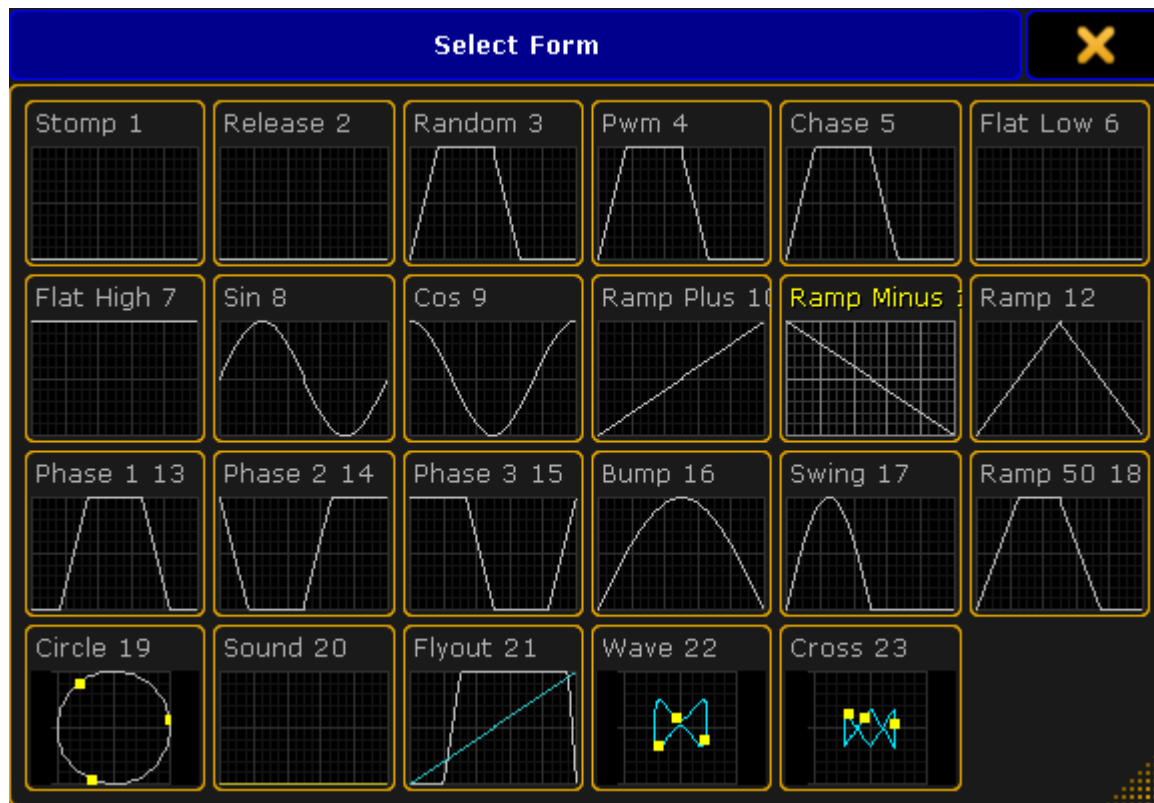 Select Form
Stomp 1
Release 2
Random 3
Pwm 4
Chase 5
Flat Low 6
Flat High 7
Sin 8
Cos 9
Ramp Plus
Ramp Minus
Ramp 12
Phase 1 13
Phase 2 14
Phase 3 15
Bump 16
Swing 17
Ramp 50 18
Circle 19
Sound 20
Flyout 21
Wave 22
Cross 23